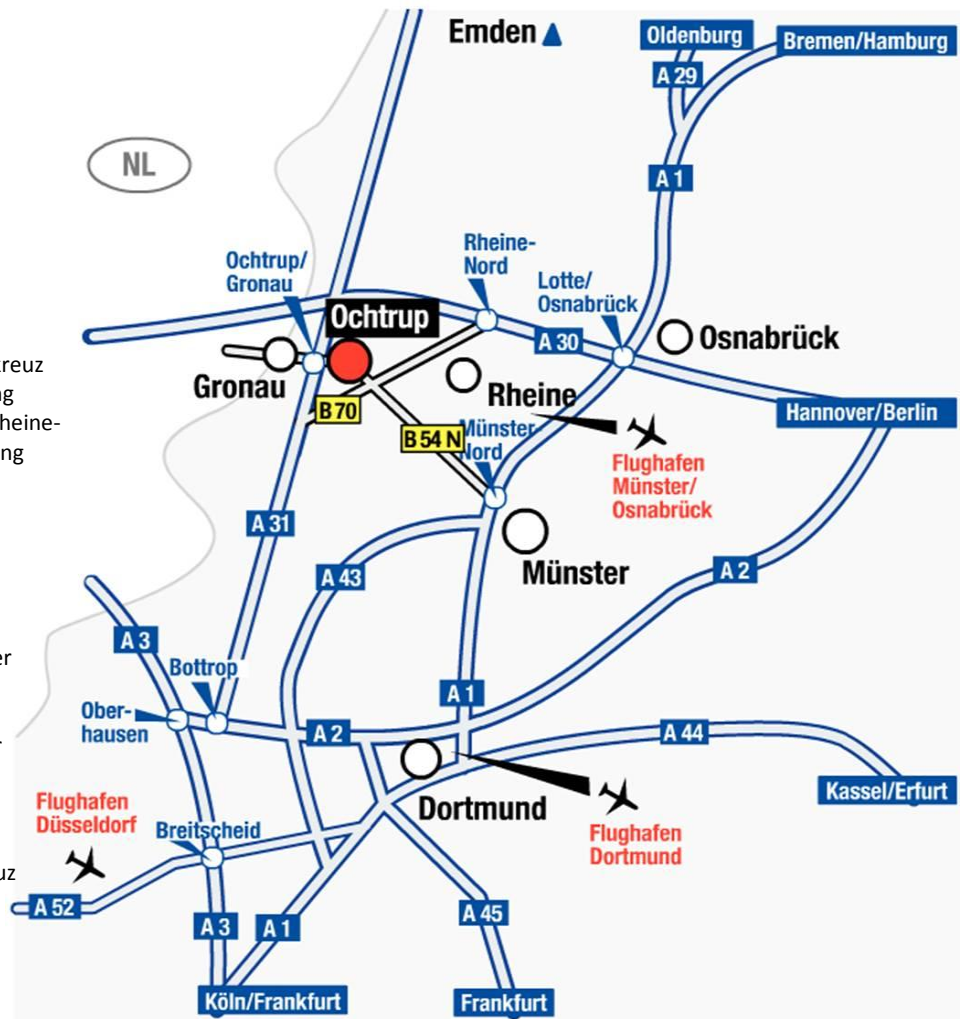 Emden
Oldenburg
Bremen/Hamburg
A 29
NL
A 1
Ochtrup/
Gronau
Rheine-
Nord
Lotte/
Osnabrück
Ochtrup
A 30
Osnabrück
reuz
Gronau
Rheine
ng
B 70
Hannover/Berlin
heine-
B 54 N
Münster-
Nord
ng
Flughafen
Münster/
Osnabrück
A 31
Münster
A 43
A 2
A 3
er
Bottrop
A 1
Ober-
hausen
A 2
A 44
Kassel/Erfurt
Flughafen
Düsseldorf
Dortmund
Breitscheid
Flughafen
Dortmund
uz
A 52
A 3
A 1
A 45
Köln/Frankfurt
Frankfurt